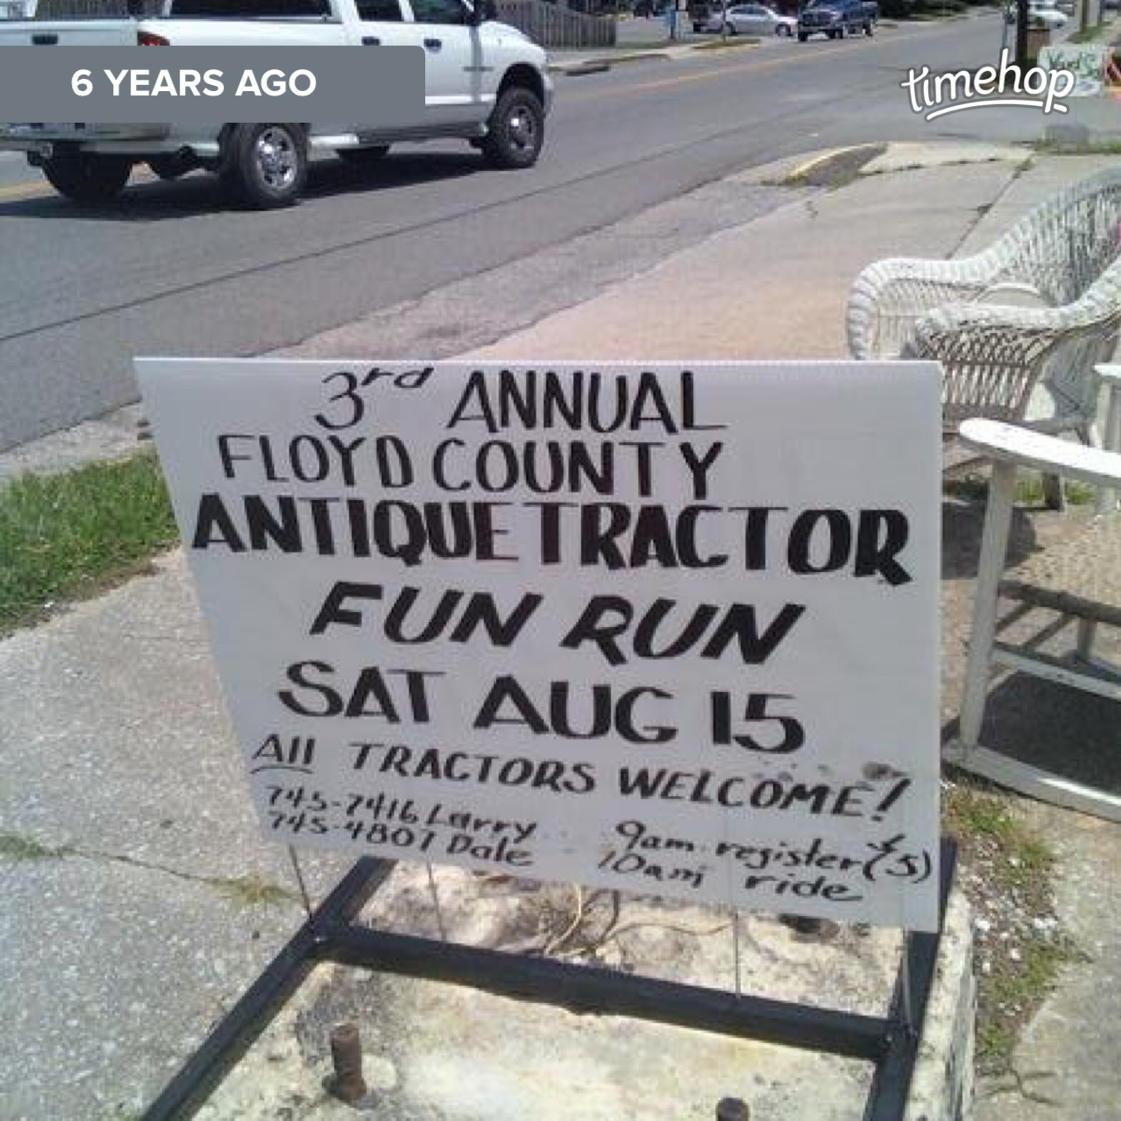 6 YEARS AGO
timehop
3rd ANNUAL
FLOYD COUNTY
ANTIQUE TRACTOR
FUN RUN
SAT AUG 15
All TRACTORS WELCOME!
745-7416 Larry
745-4807 Dale
9am register ($5)
10am ride